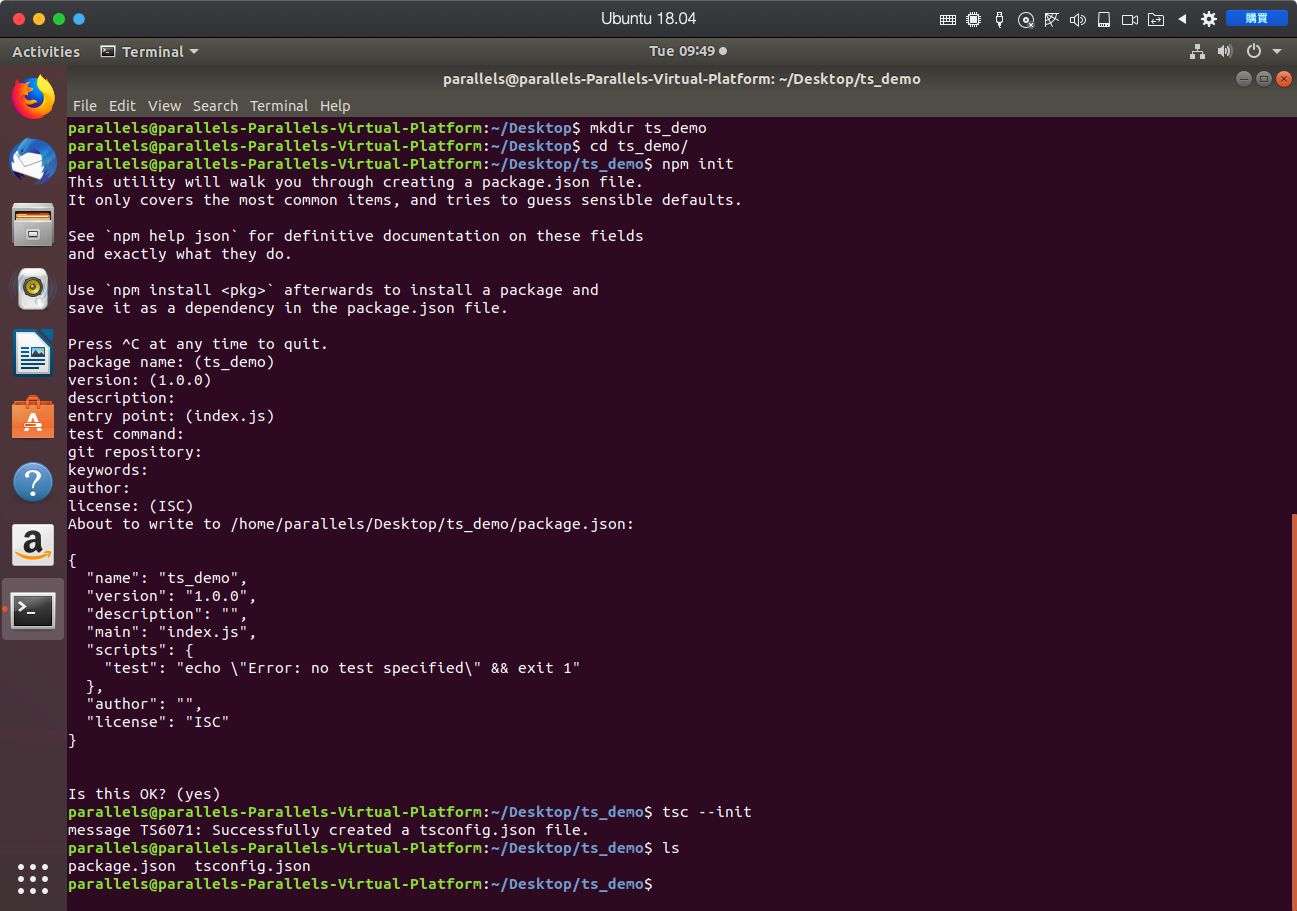 Ubuntu 18.04
購買
Activities Terminal Tue 09:49
parallels@parallels-Parallels-Virtual-Platform: ~/Desktop/ts_demo
File Edit View Search Terminal Help
parallels@parallels-Parallels-Virtual-Platform:~/Desktop$ mkdir ts_demo
parallels@parallels-Parallels-Virtual-Platform:~/Desktop$ cd ts_demo/
parallels@parallels-Parallels-Virtual-Platform:~/Desktop/ts_demo$ npm init
This utility will walk you through creating a package.json file.
It only covers the most common items, and tries to guess sensible defaults.
See `npm help json` for definitive documentation on these fields
and exactly what they do.
Use `npm install <pkg>` afterwards to install a package and
save it as a dependency in the package.json file.
Press ^C at any time to quit.
package name: (ts_demo)
version: (1.0.0)
description:
entry point: (index.js)
test command:
git repository:
keywords:
author:
license: (ISC)
About to write to /home/parallels/Desktop/ts_demo/package.json:
{
"name": "ts_demo",
"version": "1.0.0",
"description": "",
"main": "index.js",
"scripts": {
"test": "echo \"Error: no test specified\" && exit 1"
},
"author": "",
"license": "ISC"
}
Is this OK? (yes)
parallels@parallels-Parallels-Virtual-Platform:~/Desktop/ts_demo$ tsc --init
message TS6071: Successfully created a tsconfig.json file.
parallels@parallels-Parallels-Virtual-Platform:~/Desktop/ts_demo$ ls
package.json tsconfig.json
parallels@parallels-Parallels-Virtual-Platform:~/Desktop/ts_demo$